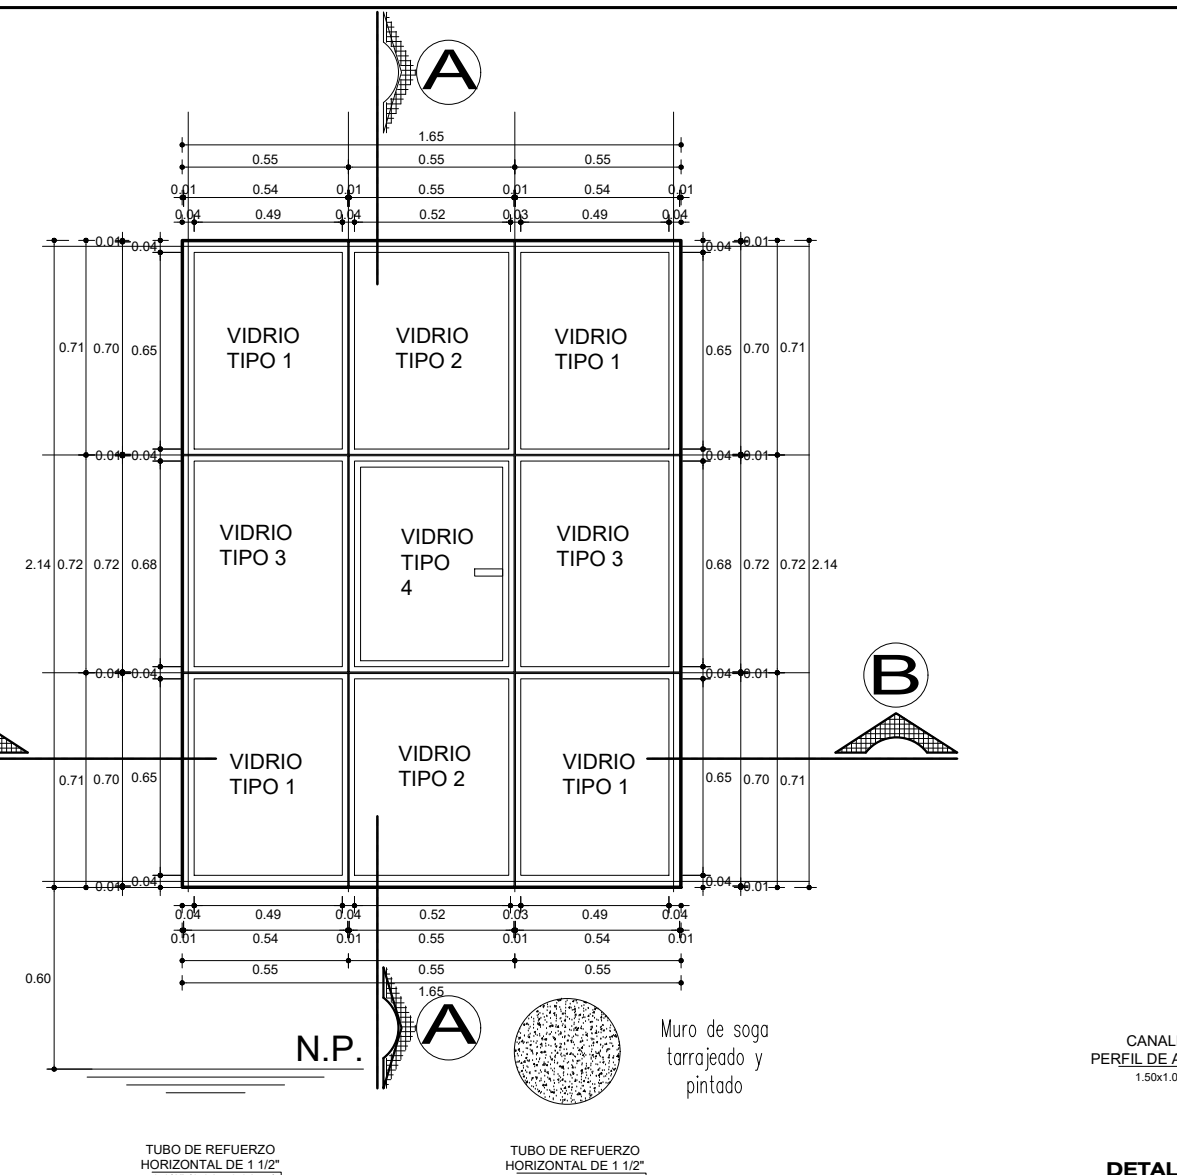 A
1.65
0.55 0.55 0.55
0.01 0.54 0.01 0.55 0.01 0.54 0.01
0.04 0.49 0.04 0.52 0.03 0.49 0.04
0.04 0.04 0.04 0.01
0.71 0.70 0.65 0.65 0.70 0.71
VIDRIO
TIPO 1
VIDRIO
TIPO 2
VIDRIO
TIPO 1
0.04 0.04 0.04 0.01
2.14 0.72 0.72 0.68 0.68 0.72 0.72 2.14
VIDRIO
TIPO 3
VIDRIO
TIPO
4
VIDRIO
TIPO 3
0.01 0.04 0.04 0.01
B
0.71 0.70 0.65 0.65 0.70 0.71
VIDRIO
TIPO 1
VIDRIO
TIPO 2
VIDRIO
TIPO 1
0.01 0.04 0.04 0.01
0.04 0.49 0.04 0.52 0.03 0.49 0.04
0.01 0.54 0.01 0.55 0.01 0.54 0.01
0.55 0.55 0.55
1.65
0.60
A
N.P.
Muro de soga
tarrajeado y
pintado
CANAL
PERFIL DE A
1.50x1.0
TUBO DE REFUERZO
HORIZONTAL DE 1 1/2"
TUBO DE REFUERZO
HORIZONTAL DE 1 1/2"
DETAL